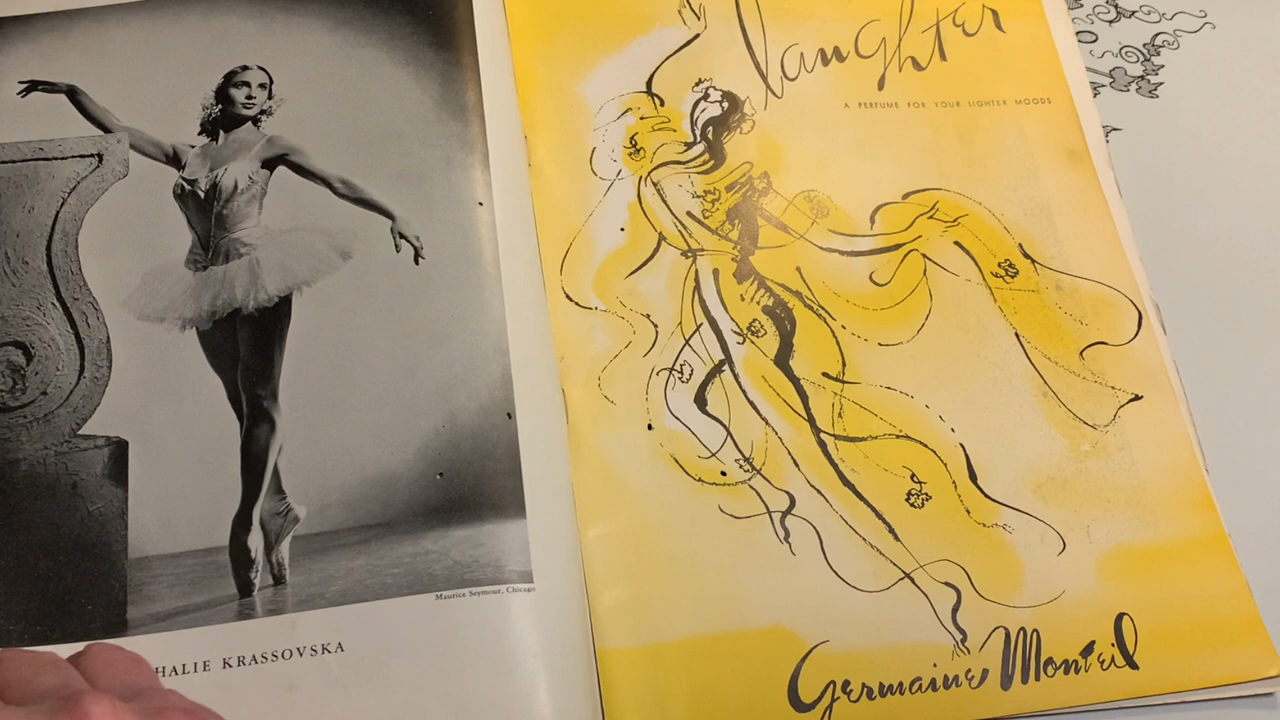 Maurice Seymour, Chicago
HALIE KRASSOVSKA
laughter
A PERFUME FOR YOUR LIGHTER MOODS
Germaine Monteil